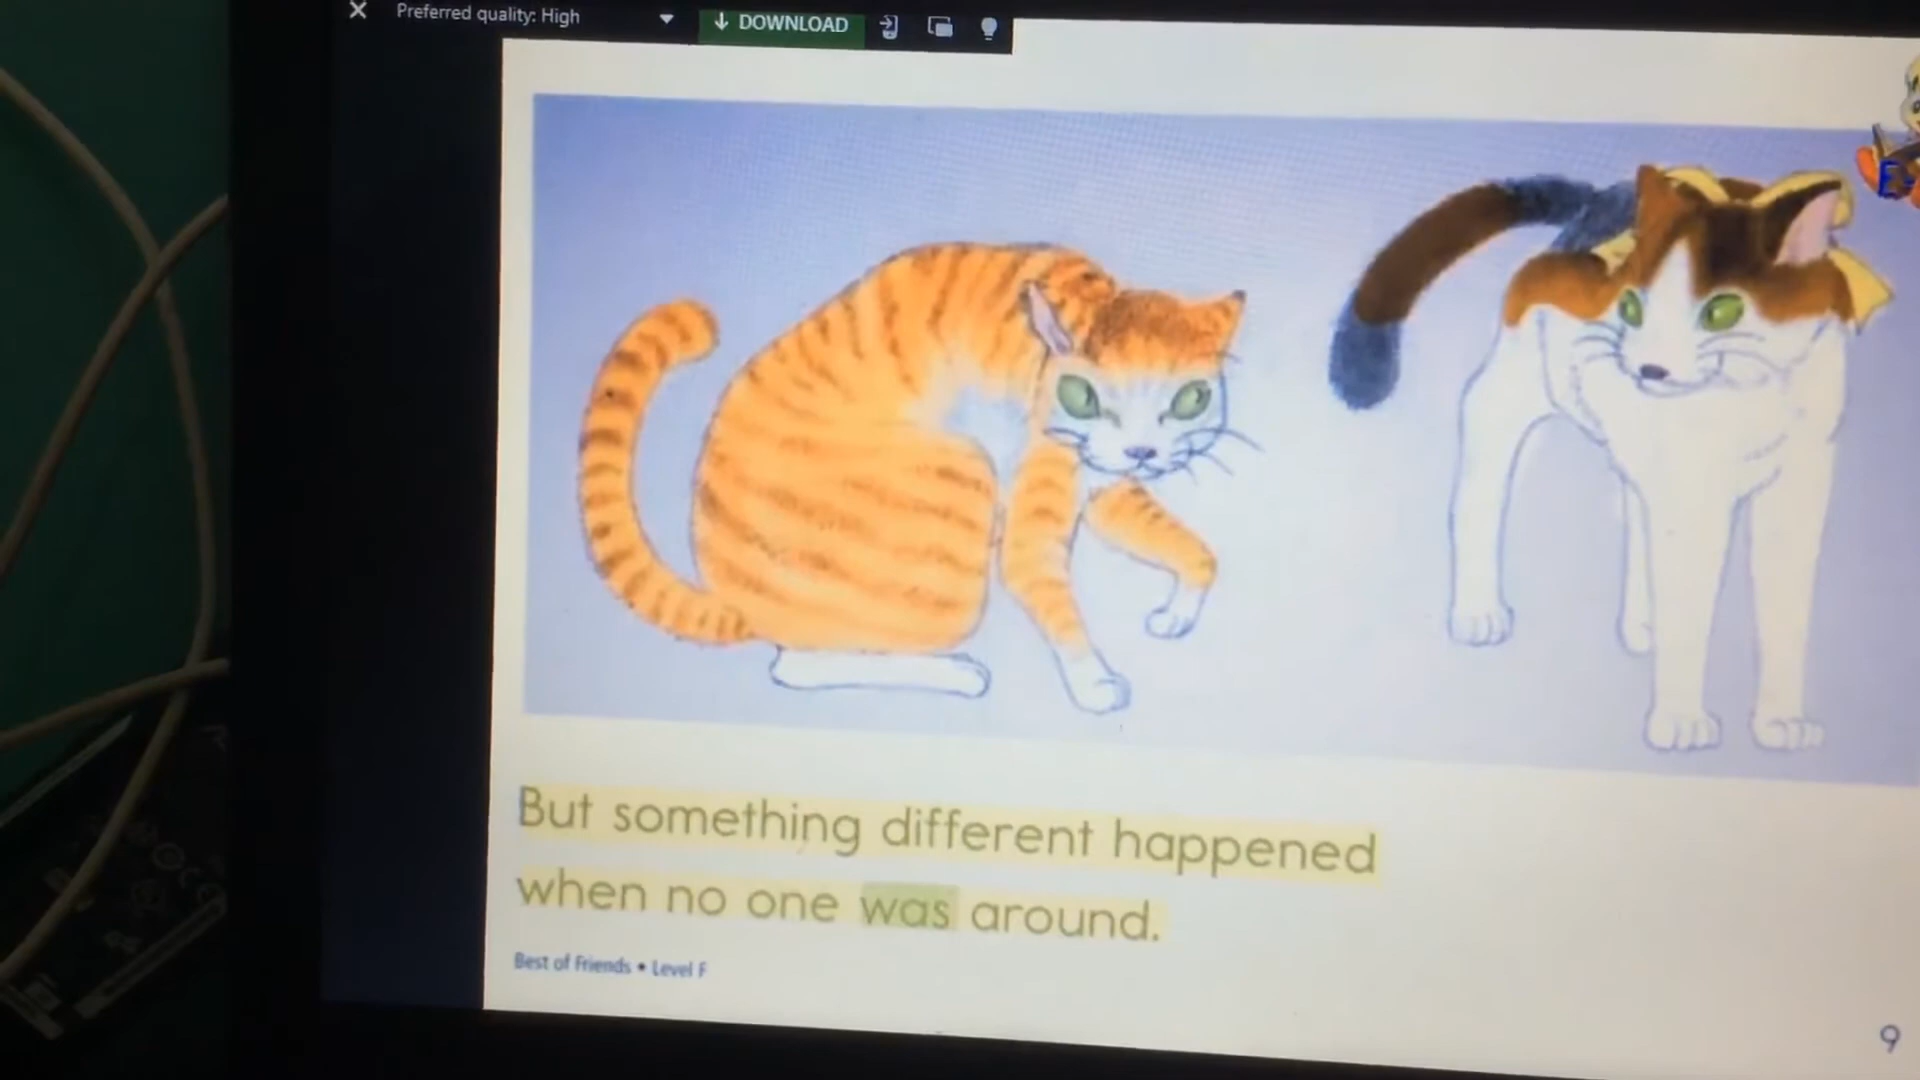 Preferred quality: High
DOWNLOAD
But something different happened
when no one was around.
Best of Friends • Level F
9